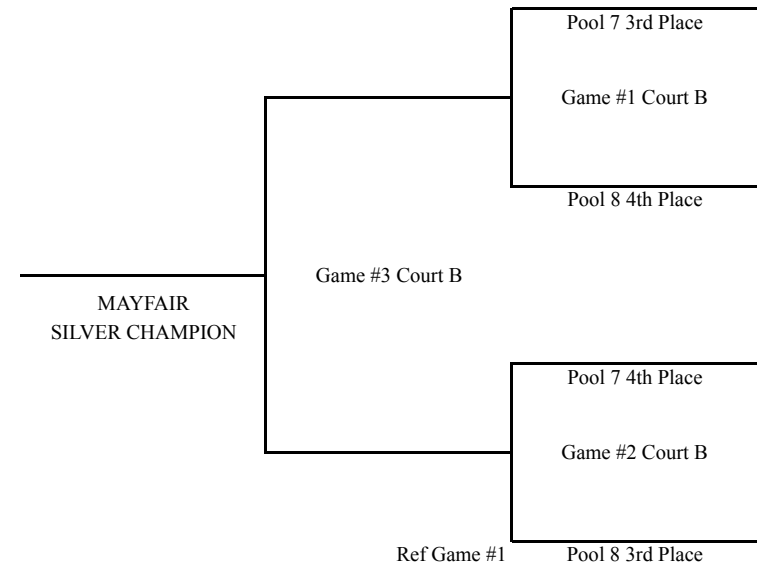 Pool 7 3rd Place
Game #1 Court B
Pool 8 4th Place
Game #3 Court B
MAYFAIR
SILVER CHAMPION
Pool 7 4th Place
Game #2 Court B
Ref Game #1 Pool 8 3rd Place